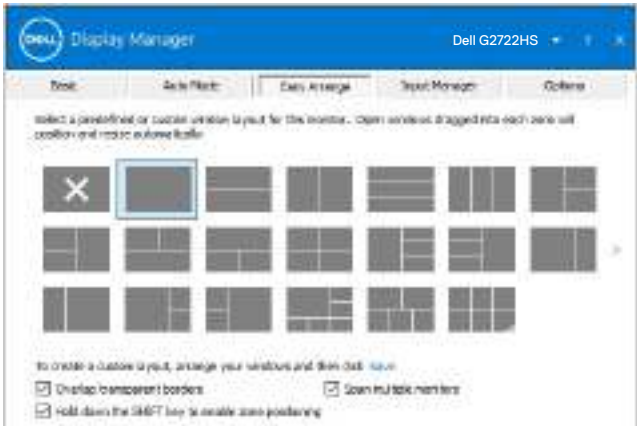 DELL Display Manager
Dell G2722HS
Basic Auto Mode Easy Arrange Input Manager Options
Select a predefined or custom window layout for this monitor. Open windows dragged into each zone will
position and resize automatically
To create a custom layout, arrange your windows and then click Save
Overlap transparent borders
Span multiple monitors
Hold down the SHIFT key to enable zone positioning